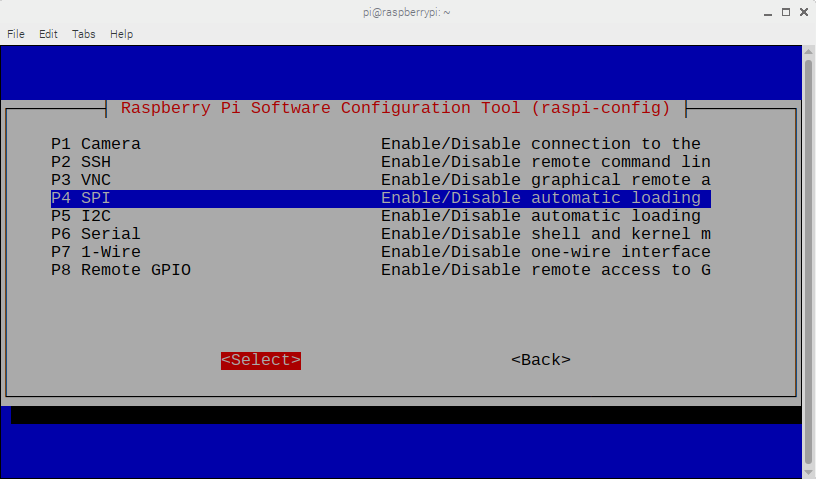 pi@raspberrypi: ~
File Edit Tabs Help
Raspberry Pi Software Configuration Tool (raspi-config)
P1 Camera Enable/Disable connection to the
P2 SSH Enable/Disable remote command lin
P3 VNC Enable/Disable graphical remote a
P4 SPI Enable/Disable automatic loading
P5 I2C Enable/Disable automatic loading
P6 Serial Enable/Disable shell and kernel m
P7 1-Wire Enable/Disable one-wire interface
P8 Remote GPIO Enable/Disable remote access to G
<Select> <Back>